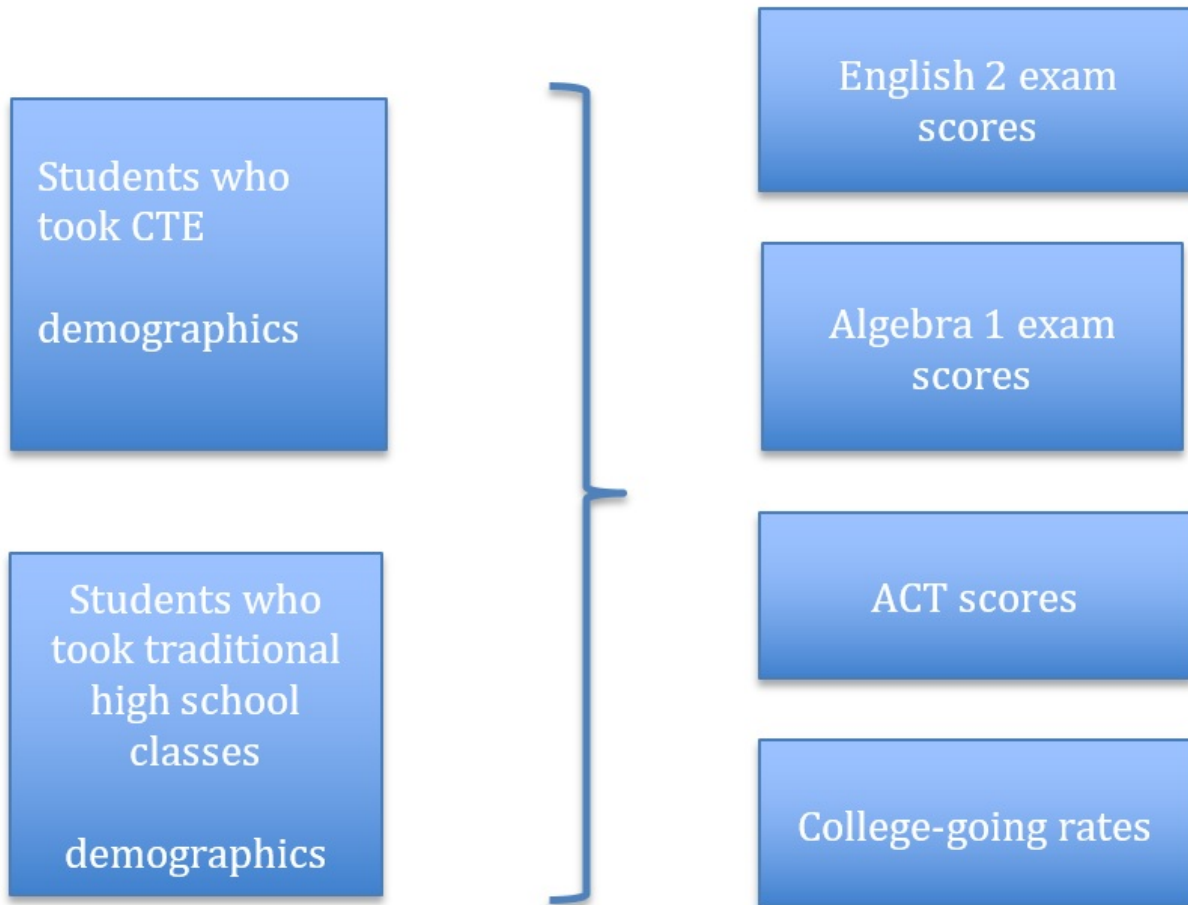 Students who
took CTE
demographics
Students who
took traditional
high school
classes
demographics
English 2 exam
scores
Algebra 1 exam
scores
ACT scores
College-going rates